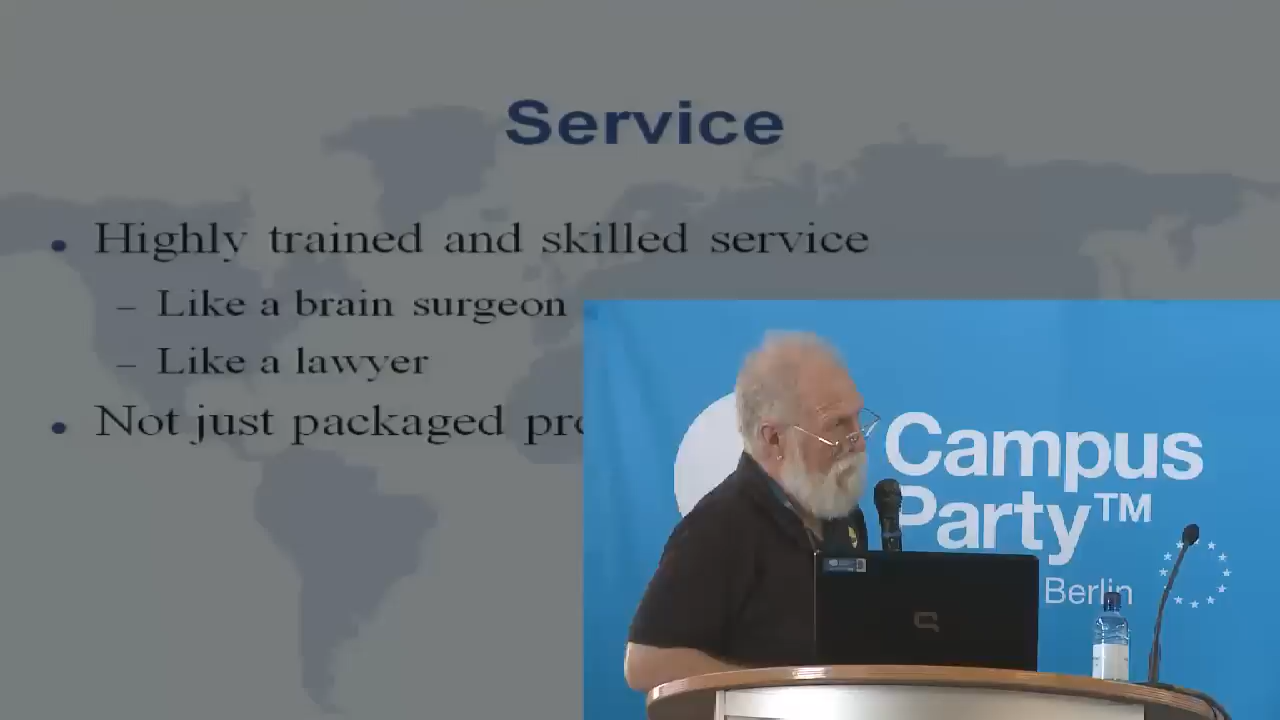 Service
• Highly trained and skilled service
– Like a brain surgeon
– Like a lawyer
• Not just packaged
Campus
Party™
Berlin